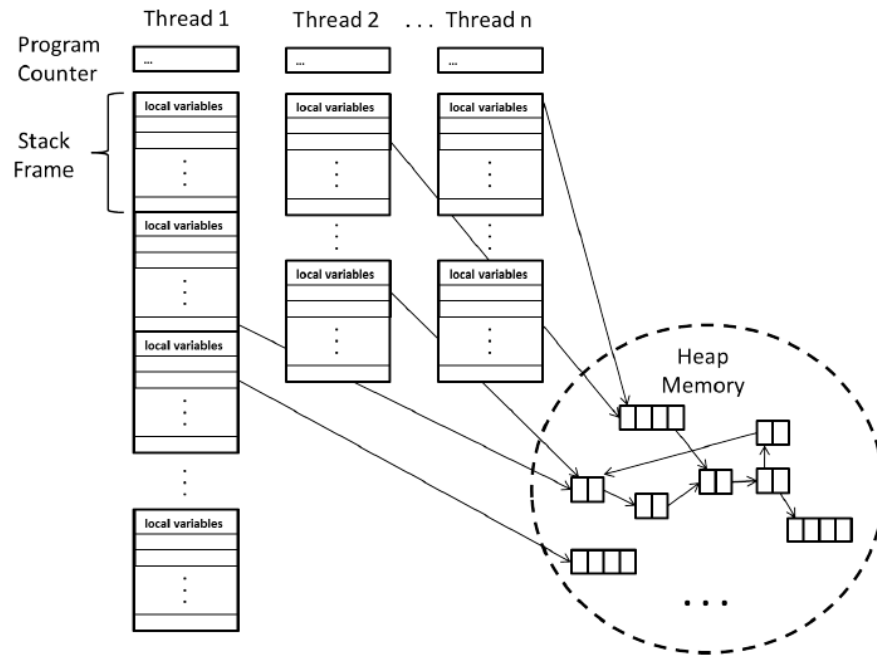 Thread 1
Thread 2
. . .
Thread n
Program
Counter
...
...
...
Stack
Frame
local variables
local variables
local variables
local variables
local variables
local variables
local variables
local variables
Heap
Memory
. . .